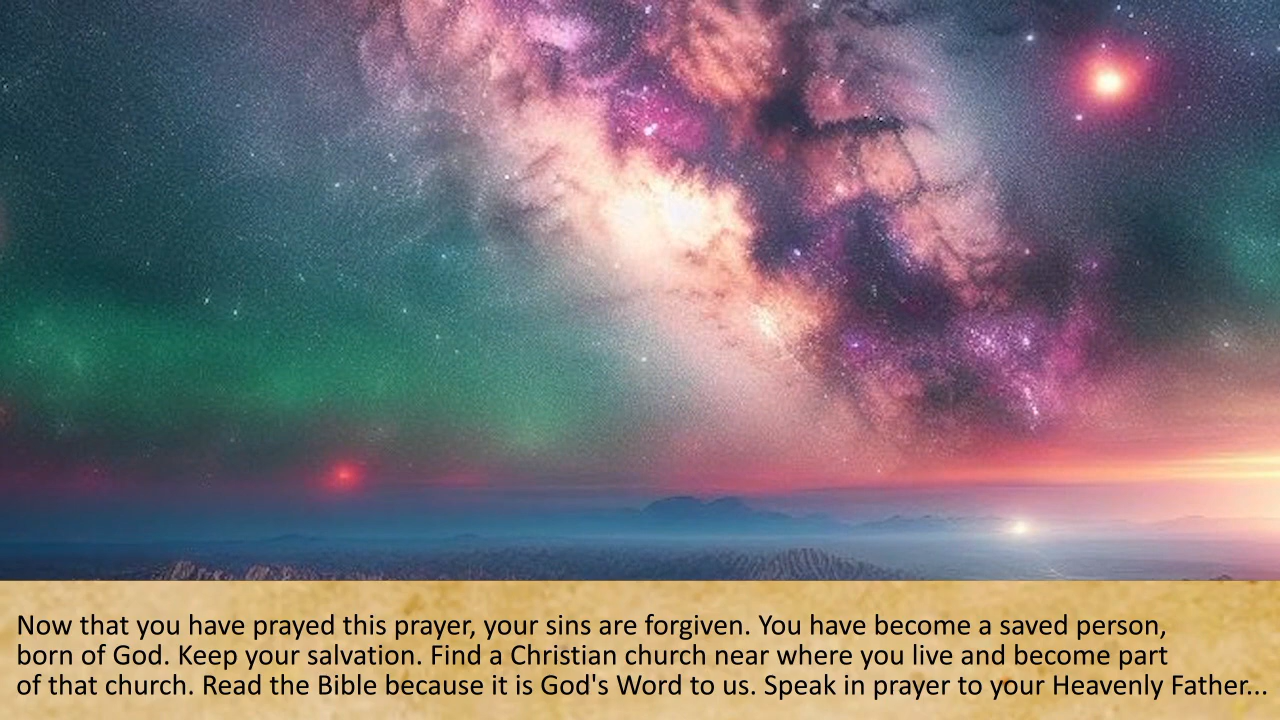 Now that you have prayed this prayer, your sins are forgiven. You have become a saved person,
born of God. Keep your salvation. Find a Christian church near where you live and become part
of that church. Read the Bible because it is God's Word to us. Speak in prayer to your Heavenly Father...